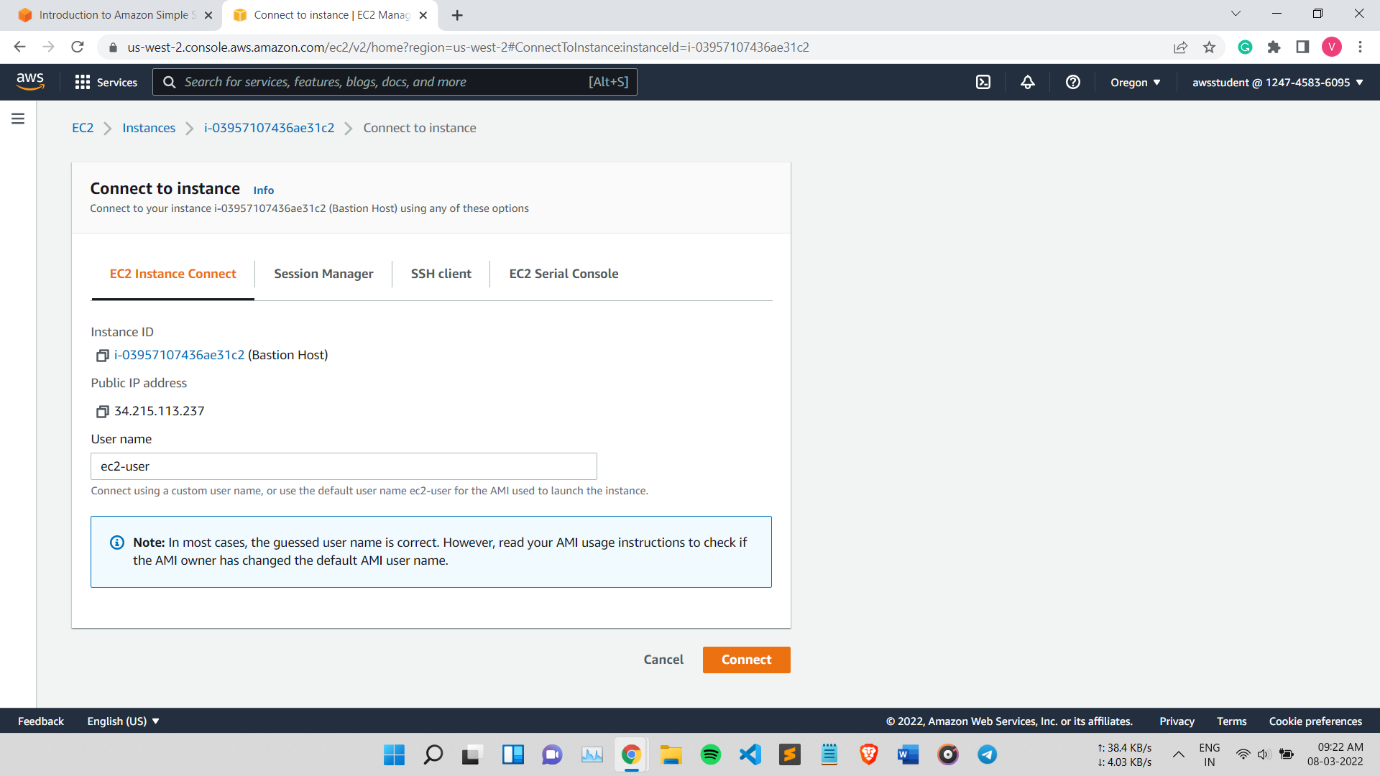 Introduction to Amazon Simple S
Connect to instance | EC2 Manag
us-west-2.console.aws.amazon.com/ec2/v2/home?region=us-west-2#ConnectToInstance:instanceId=i-03957107436ae31c2
V
aws
Services
Search for services, features, blogs, docs, and more
[Alt+S]
Oregon ▼
awsstudent @ 1247-4583-6095 ▼
EC2 > Instances > i-03957107436ae31c2 > Connect to instance
Connect to instance Info
Connect to your instance i-03957107436ae31c2 (Bastion Host) using any of these options
EC2 Instance Connect
Session Manager
SSH client
EC2 Serial Console
Instance ID
i-03957107436ae31c2 (Bastion Host)
Public IP address
34.215.113.237
User name
ec2-user
Connect using a custom user name, or use the default user name ec2-user for the AMI used to launch the instance.
Note: In most cases, the guessed user name is correct. However, read your AMI usage instructions to check if
the AMI owner has changed the default AMI user name.
Cancel
Connect
Feedback
English (US) ▼
© 2022, Amazon Web Services, Inc. or its affiliates.
Privacy
Terms
Cookie preferences
↑: 38.4 KB/s
↓: 4.03 KB/s
ENG
IN
09:22 AM
08-03-2022